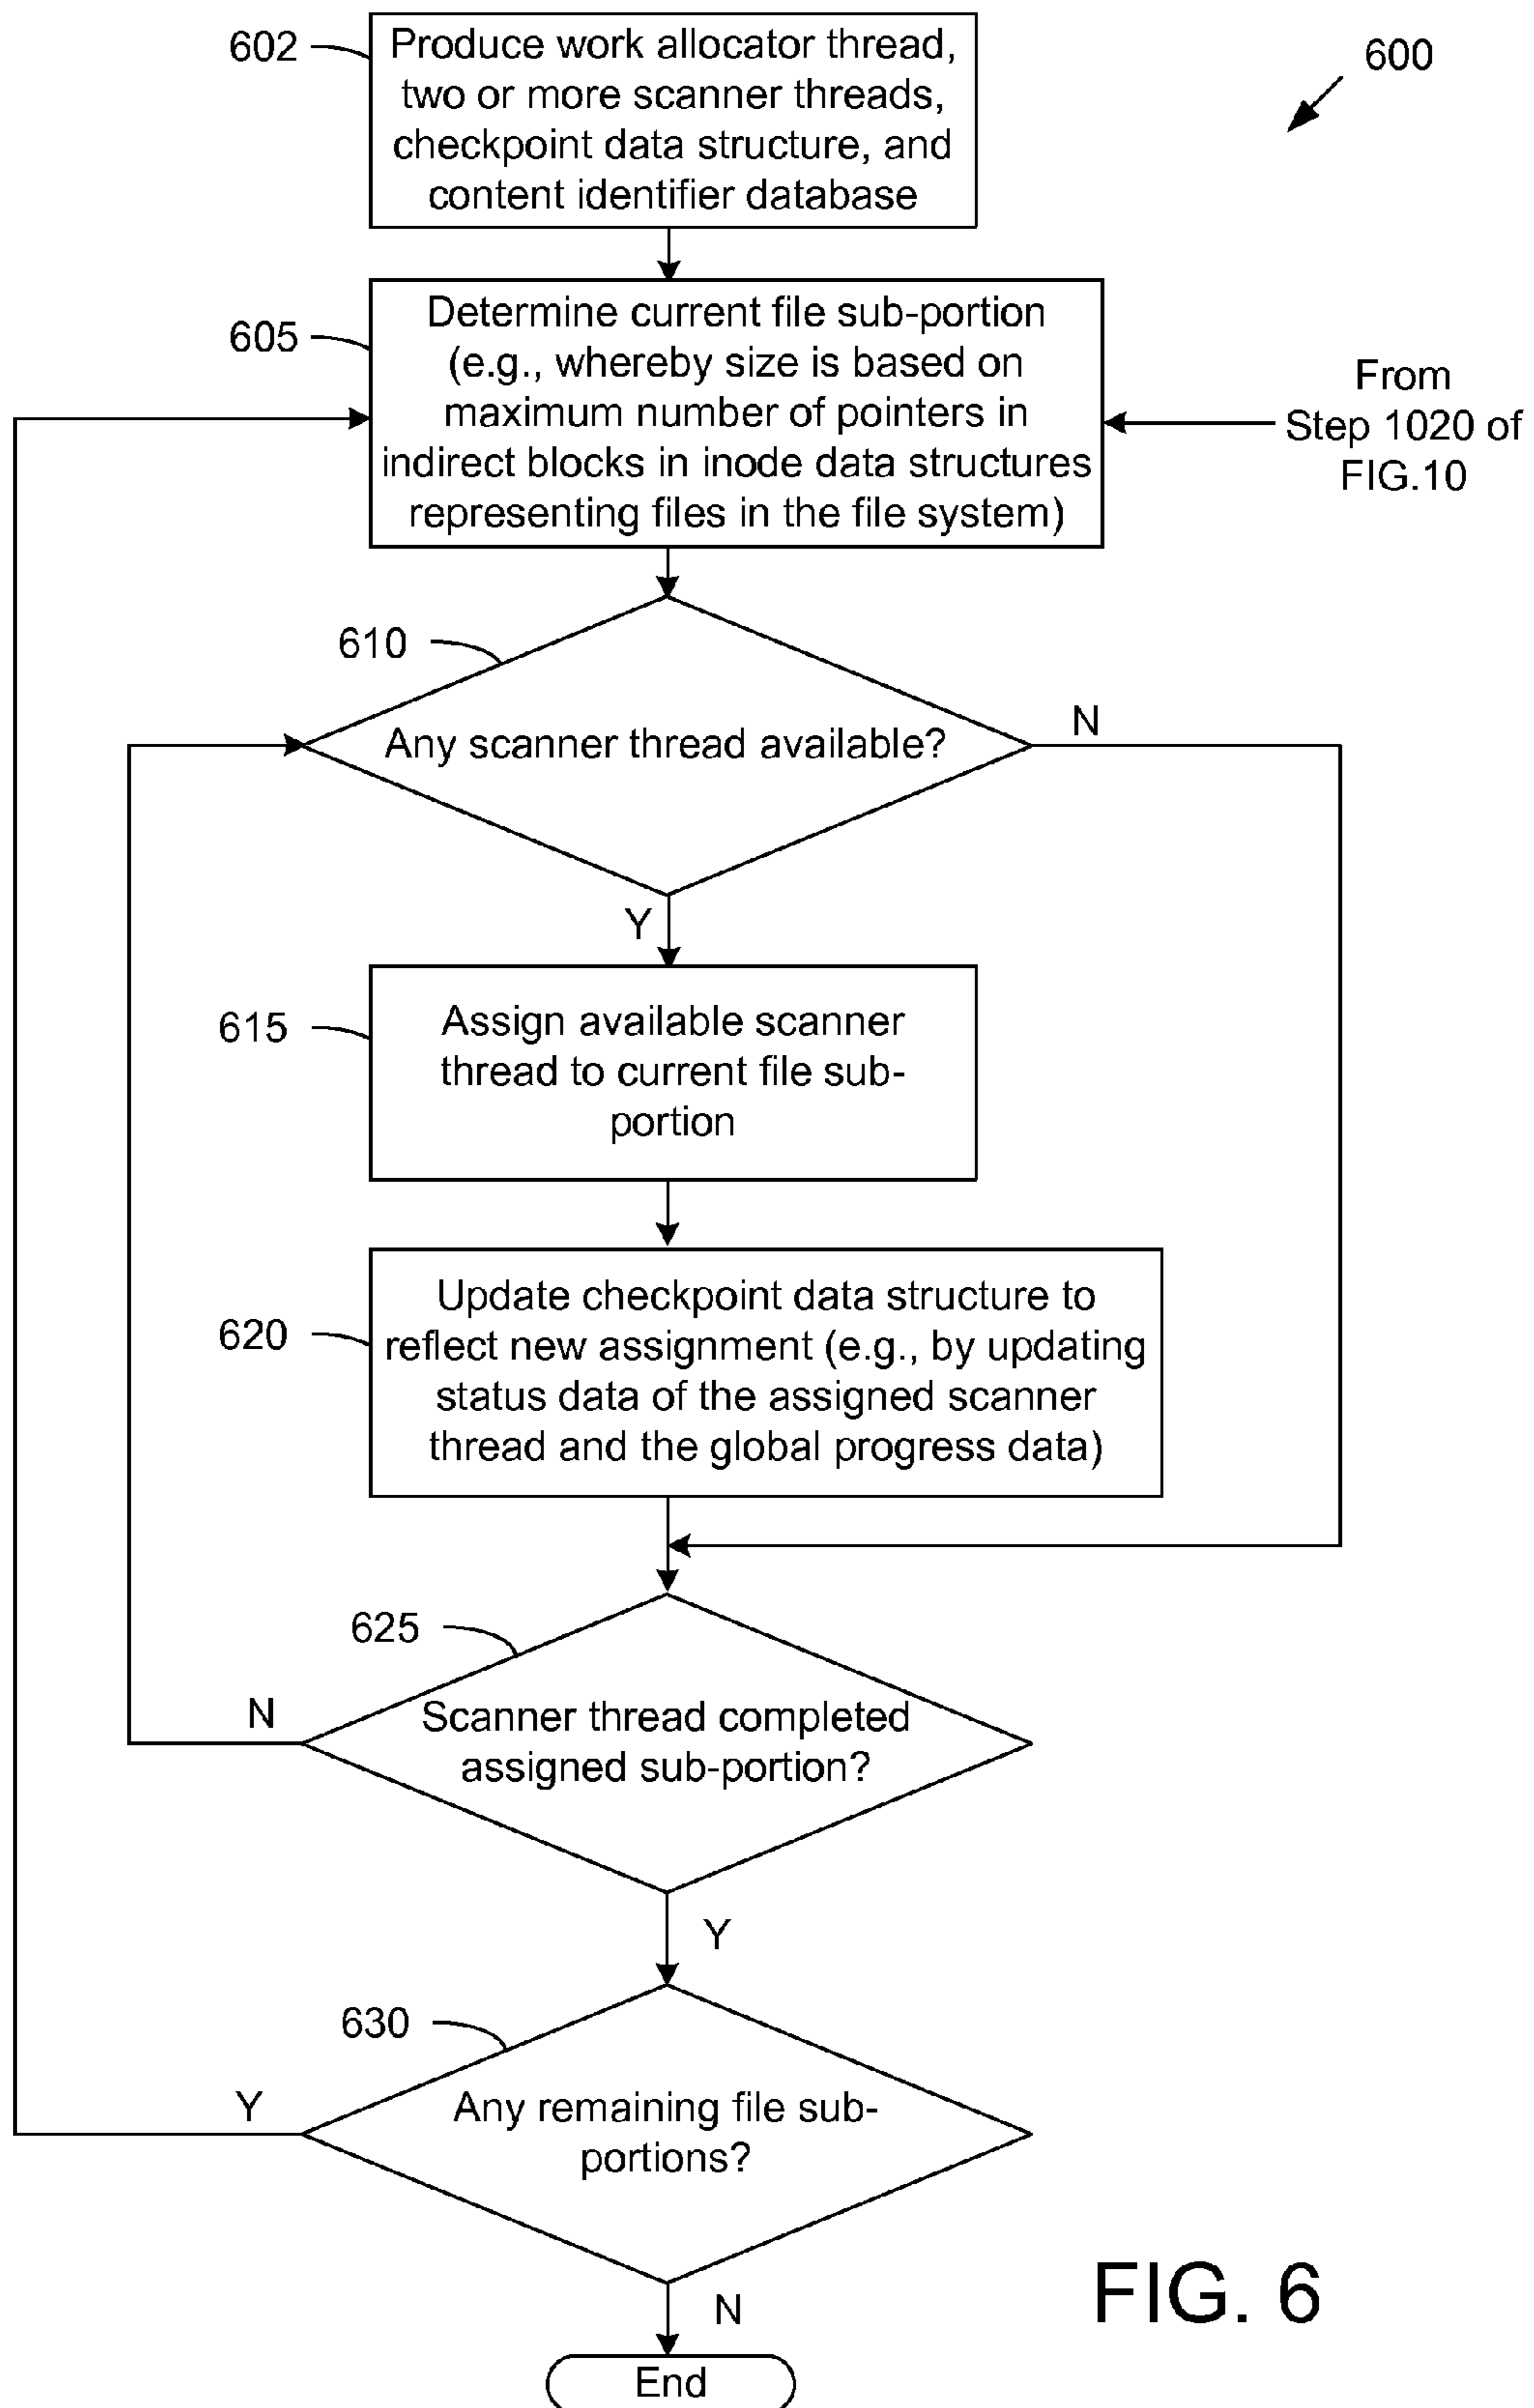 600
602
Produce work allocator thread,
two or more scanner threads,
checkpoint data structure, and
content identifier database
605
Determine current file sub-portion
(e.g., whereby size is based on
maximum number of pointers in
indirect blocks in inode data structures
representing files in the file system)
From
Step 1020 of
FIG.10
610
Any scanner thread available?
N
Y
615
Assign available scanner
thread to current file sub-
portion
620
Update checkpoint data structure to
reflect new assignment (e.g., by updating
status data of the assigned scanner
thread and the global progress data)
625
Scanner thread completed
assigned sub-portion?
N
Y
630
Any remaining file sub-
portions?
Y
N
End
FIG. 6